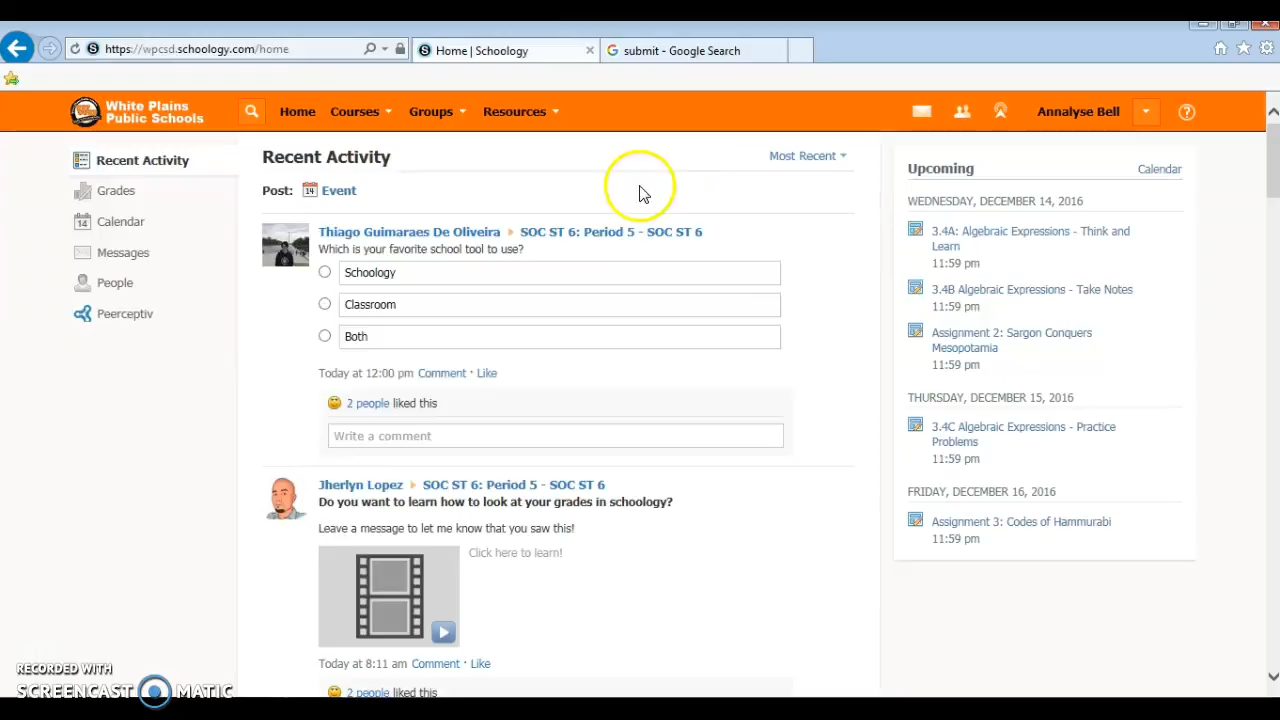 https://wpcsd.schoology.com/home
Home | Schoology
submit - Google Search
White Plains
Public Schools
Home
Courses
Groups
Resources
Annalyse Bell
Recent Activity
Grades
14
Calendar
Messages
People
Peerceptiv
Recent Activity
Most Recent
Post:
14
Event
Thiago Guimaraes De Oliveira
SOC ST 6: Period 5 - SOC ST 6
Which is your favorite school tool to use?
Schoology
Classroom
Both
Today at 12:00 pm Comment · Like
2 people liked this
Write a comment
Jherlyn Lopez
SOC ST 6: Period 5 - SOC ST 6
Do you want to learn how to look at your grades in schoology?
Leave a message to let me know that you saw this!
Click here to learn!
Today at 8:11 am Comment · Like
2 people liked this
Upcoming
Calendar
WEDNESDAY, DECEMBER 14, 2016
3.4A: Algebraic Expressions - Think and
Learn
11:59 pm
3.4B Algebraic Expressions - Take Notes
11:59 pm
Assignment 2: Sargon Conquers
Mesopotamia
11:59 pm
THURSDAY, DECEMBER 15, 2016
3.4C Algebraic Expressions - Practice
Problems
11:59 pm
FRIDAY, DECEMBER 16, 2016
Assignment 3: Codes of Hammurabi
11:59 pm
RECORDED WITH
SCREENCAST MATIC